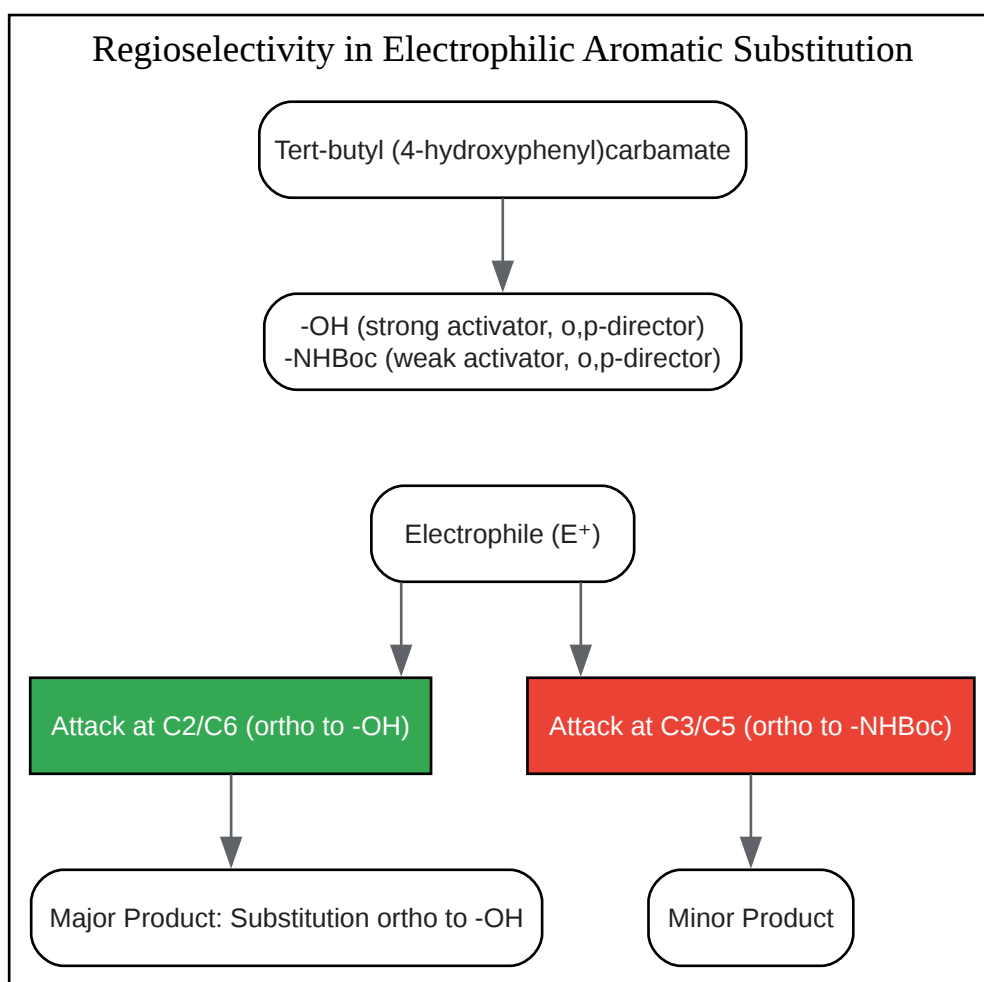 Regioselectivity in Electrophilic Aromatic Substitution
Tert-butyl (4-hydroxyphenyl)carbamate
-OH (strong activator, o,p-director)
-NHBoc (weak activator, o,p-director)
Electrophile (E⁺)
Attack at C2/C6 (ortho to -OH)
Attack at C3/C5 (ortho to -NHBoc)
Major Product: Substitution ortho to -OH
Minor Product